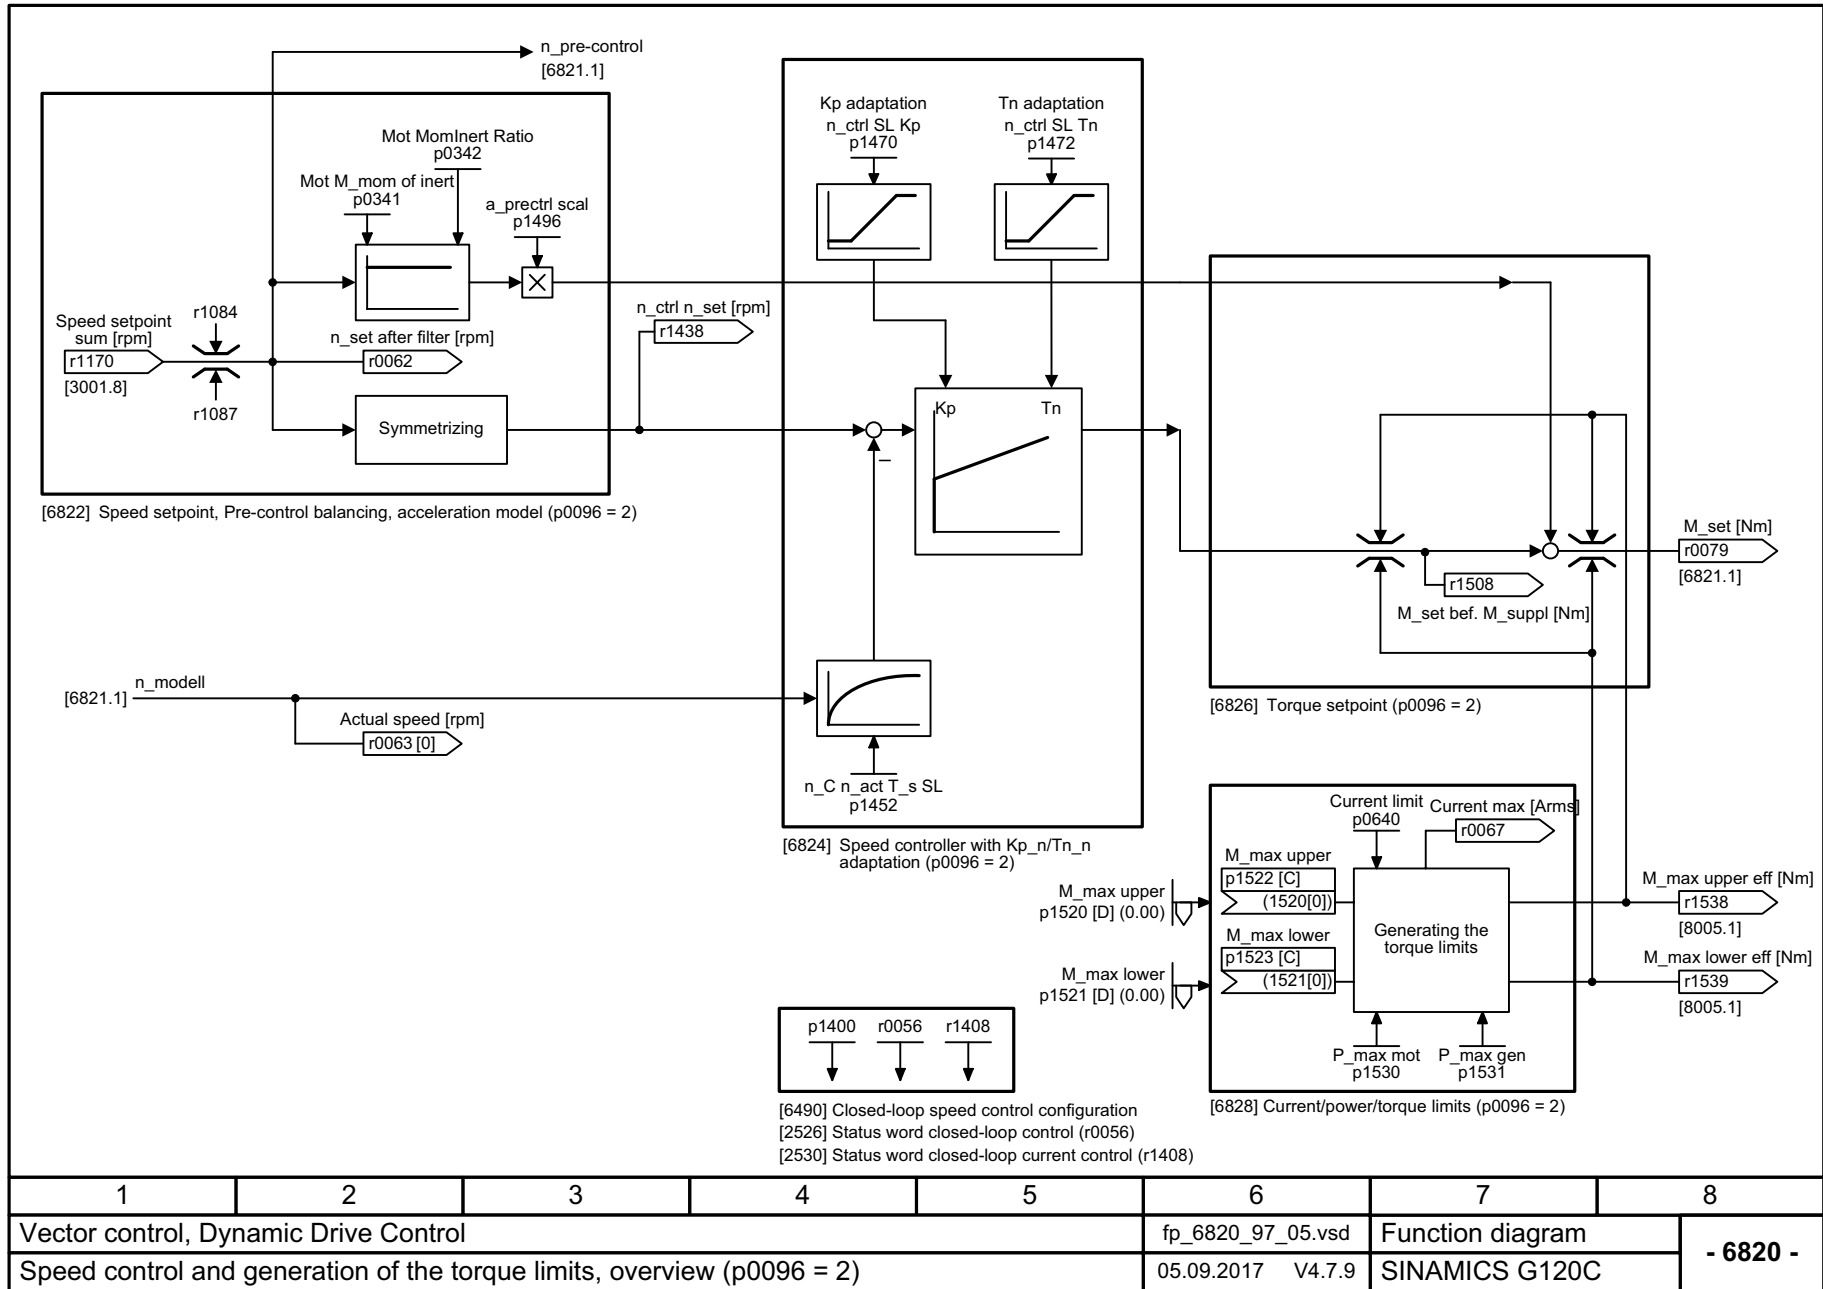 n_pre-control
[6821.1]
Mot MomInert Ratio
p0342
Mot M_mom of inert
p0341
a_prectrl scal
p1496
Speed setpoint
sum [rpm]
r1170
[3001.8]
r1084
r1087
n_set after filter [rpm]
r0062
Symmetrizing
[6822] Speed setpoint, Pre-control balancing, acceleration model (p0096 = 2)
n_ctrl n_set [rpm]
r1438
Kp adaptation
n_ctrl SL Kp
p1470
Tn adaptation
n_ctrl SL Tn
p1472
Kp Tn
–
[6821.1] n_modell
Actual speed [rpm]
r0063 [0]
n_C n_act T_s SL
p1452
[6824] Speed controller with Kp_n/Tn_n
adaptation (p0096 = 2)
M_set [Nm]
r0079
[6821.1]
r1508
M_set bef. M_suppl [Nm]
[6826] Torque setpoint (p0096 = 2)
Current limit
p0640
Current max [Arms]
r0067
M_max upper
p1520 [D] (0.00)
M_max upper
p1522 [C]
(1520[0])
M_max lower
p1521 [D] (0.00)
M_max lower
p1523 [C]
(1521[0])
Generating the
torque limits
M_max upper eff [Nm]
r1538
[8005.1]
M_max lower eff [Nm]
r1539
[8005.1]
P_max mot
p1530
P_max gen
p1531
[6828] Current/power/torque limits (p0096 = 2)
p1400 r0056 r1408
[6490] Closed-loop speed control configuration
[2526] Status word closed-loop control (r0056)
[2530] Status word closed-loop current control (r1408)
1 2 3 4 5 6 7 8
Vector control, Dynamic Drive Control
fp_6820_97_05.vsd
Function diagram
- 6820 -
Speed control and generation of the torque limits, overview (p0096 = 2)
05.09.2017 V4.7.9
SINAMICS G120C